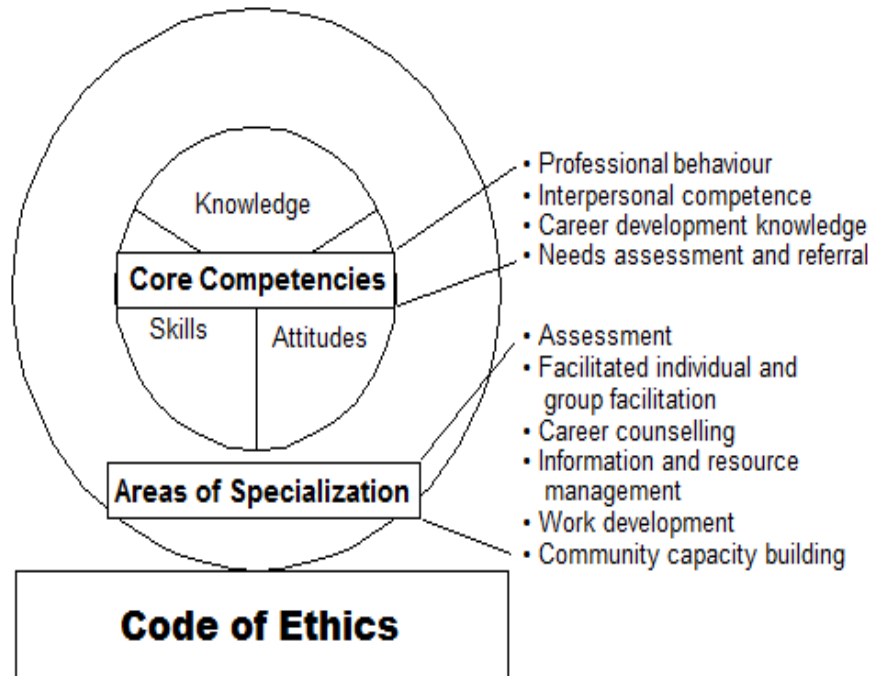 Knowledge
Core Competencies
Skills
Attitudes
• Professional behaviour
• Interpersonal competence
• Career development knowledge
• Needs assessment and referral
Areas of Specialization
• Assessment
• Facilitated individual and
group facilitation
• Career counselling
• Information and resource
management
• Work development
• Community capacity building
Code of Ethics